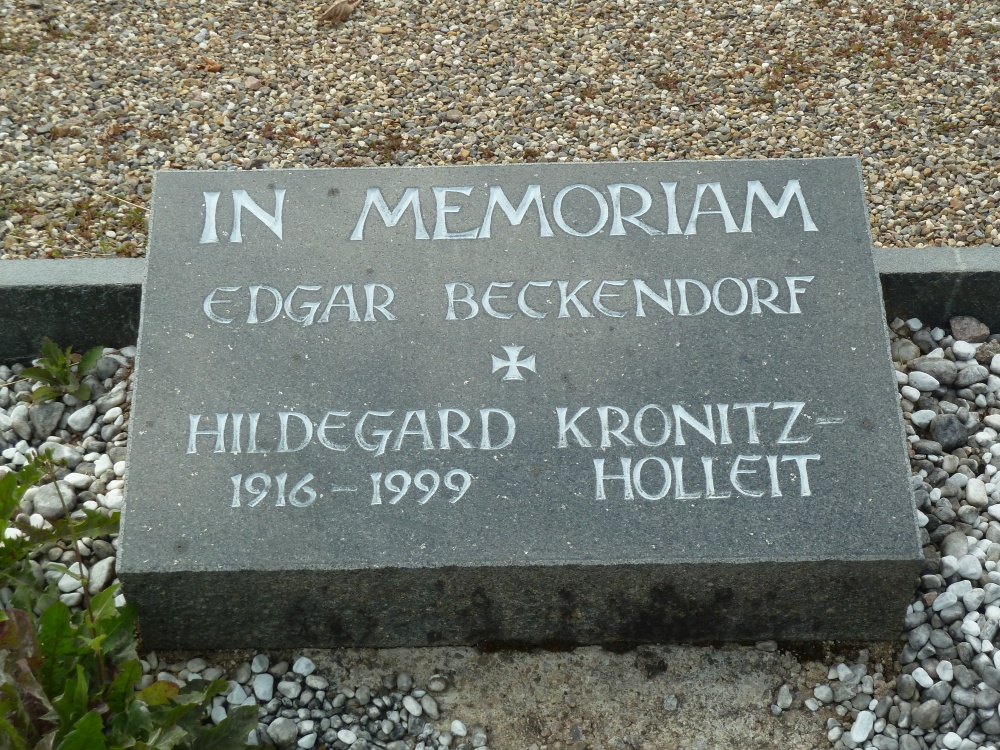 IN MEMORIAM
EDGAR BECKENDORF
HILDEGARD KRONITZ-
1916 - 1999 HOLLEIT